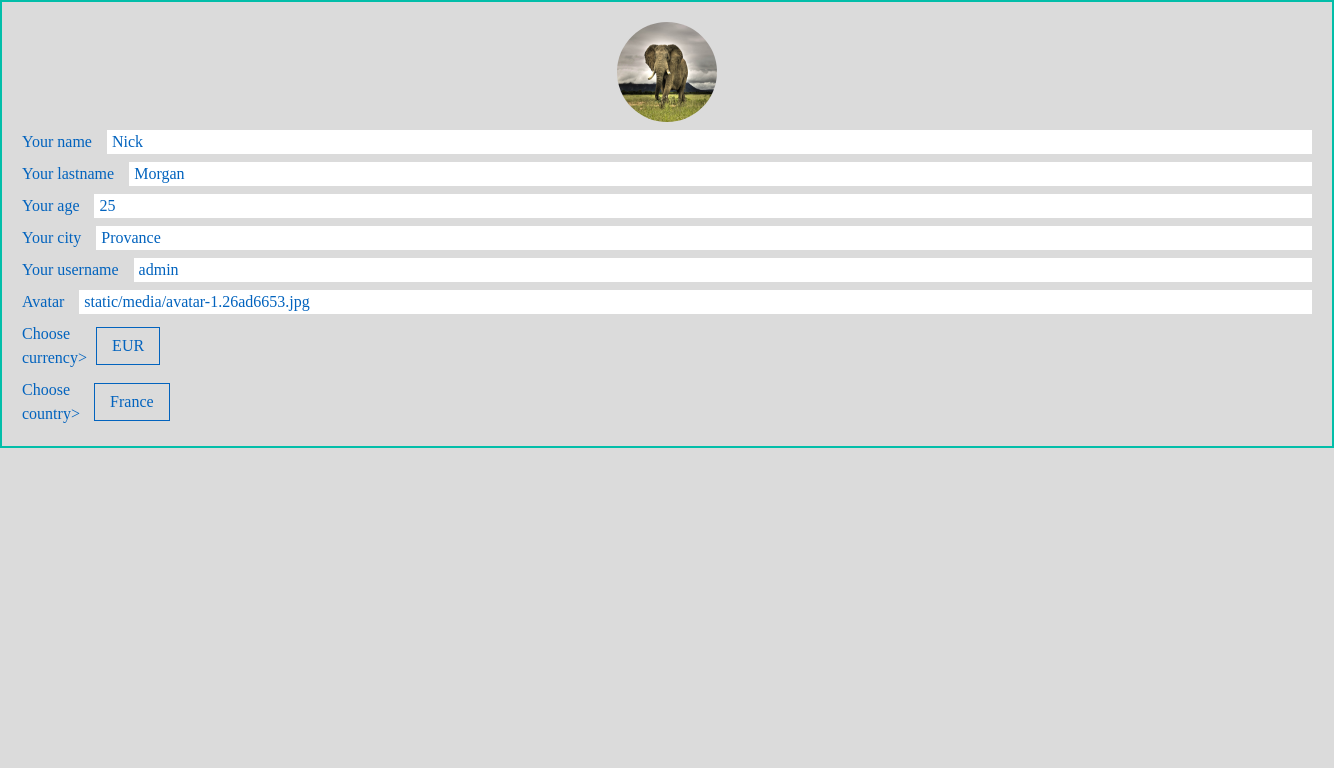 Your name Nick
Your lastname Morgan
Your age 25
Your city Provance
Your username admin
Avatar static/media/avatar-1.26ad6653.jpg
Choose
currency> EUR
Choose
country> France